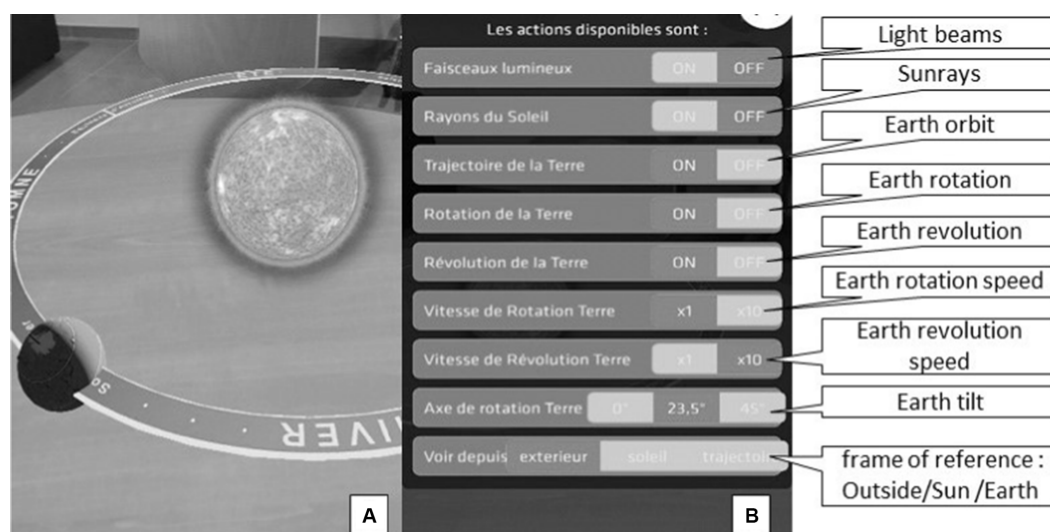 ETE
OMNE
HIVER
A
Les actions disponibles sont :
Faisceaux lumineux ON OFF
Rayons du Soleil ON OFF
Trajectoire de la Terre ON OFF
Rotation de la Terre ON OFF
Révolution de la Terre ON OFF
Vitesse de Rotation Terre x1 x10
Vitesse de Révolution Terre x1 x10
Axe de rotation Terre 0° 23,5° 45°
Voir depuis exterieur soleil trajectoi
B
Light beams
Sunrays
Earth orbit
Earth rotation
Earth revolution
Earth rotation speed
Earth revolution
speed
Earth tilt
frame of reference :
Outside/Sun /Earth